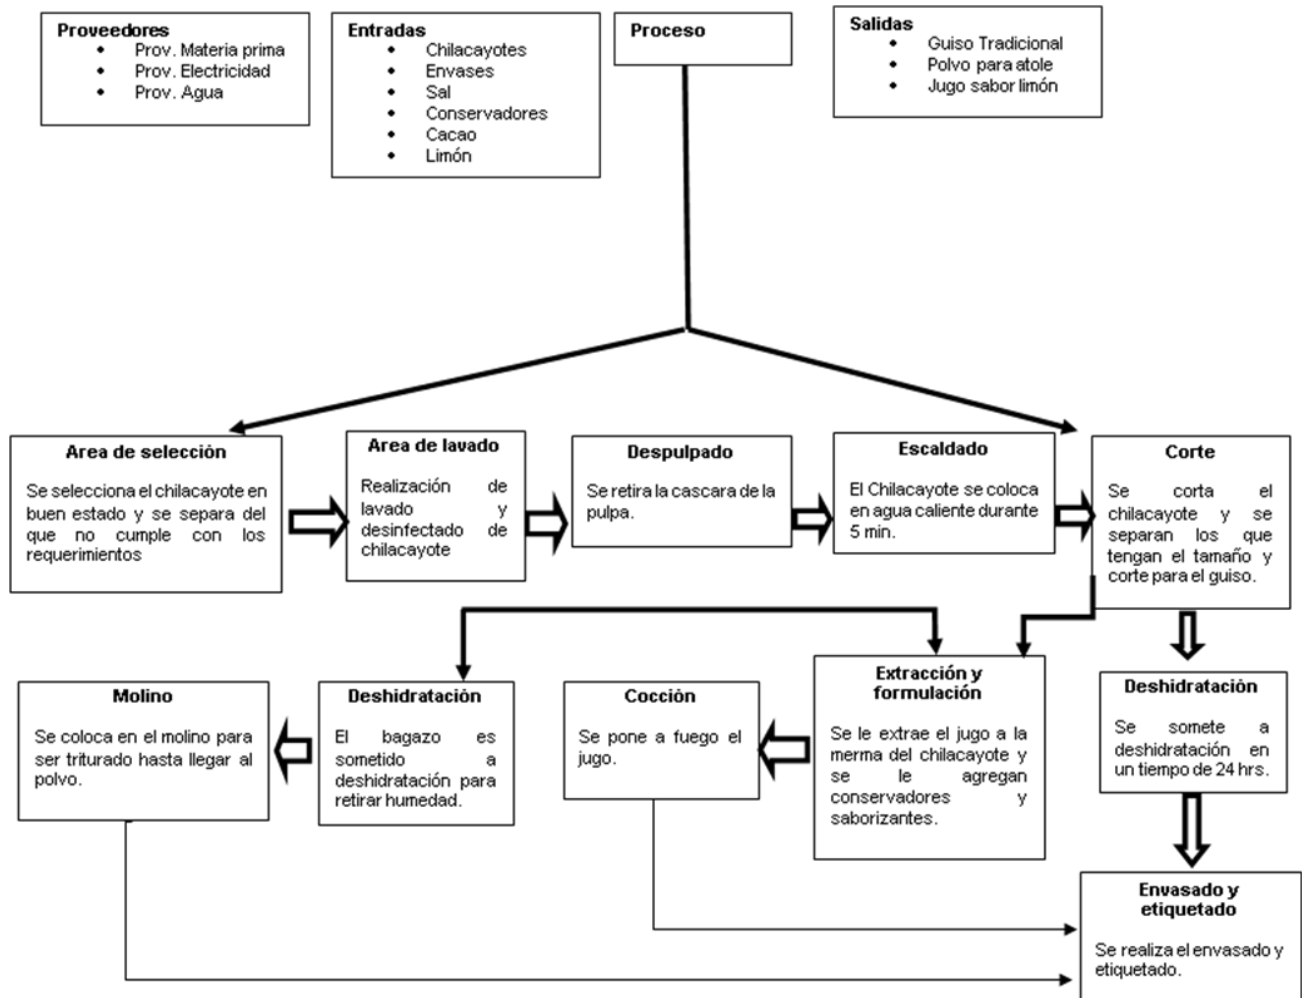 Proveedores
• Prov. Materia prima
• Prov. Electricidad
• Prov. Agua
Entradas
• Chilacayotes
• Envases
• Sal
• Conservadores
• Cacao
• Limón
Proceso
Salidas
• Guiso Tradicional
• Polvo para atole
• Jugo sabor limón
Area de selección
Se selecciona el chilacayote en
buen estado y se separa del
que no cumple con los
requerimientos
Area de lavado
Realización de
lavado y
desinfectado de
chilacayote
Despulpado
Se retira la cascara de la
pulpa.
Escaldado
El Chilacayote se coloca
en agua caliente durante
5 min.
Corte
Se corta el
chilacayote y se
separan los que
tengan el tamaño y
corte para el guiso.
Molino
Se coloca en el molino para
ser triturado hasta llegar al
polvo.
Deshidratación
El bagazo es
sometido a
deshidratación para
retirar humedad.
Cocción
Se pone a fuego el
jugo.
Extracción y
formulación
Se le extrae el jugo a la
merma del chilacayote y
se le agregan
conservadores y
saborizantes.
Deshidratación
Se somete a
deshidratación en
un tiempo de 24 hrs.
Envasado y
etiquetado
Se realiza el envasado y
etiquetado.